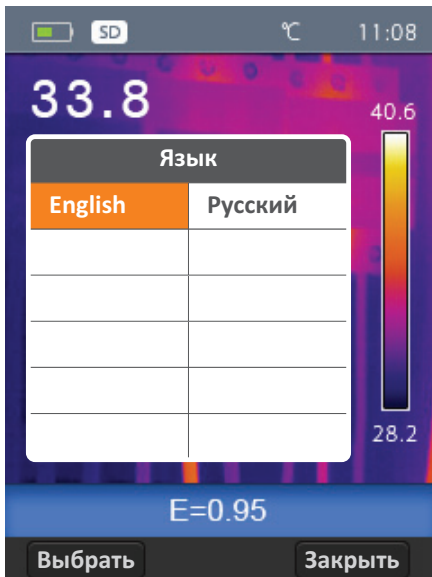 SD ℃ 11:08
33.8
40.6
Язык
English Русский
28.2
E=0.95
Выбрать Закрыть